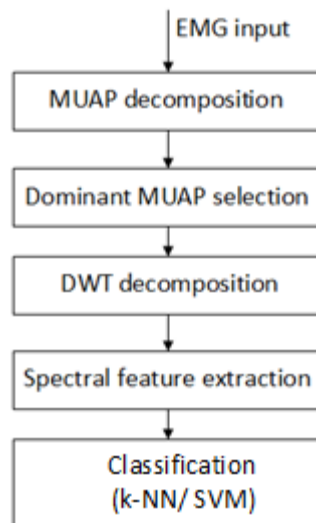 EMG input
MUAP decomposition
Dominant MUAP selection
DWT decomposition
Spectral feature extraction
Classification
(k-NN/ SVM)